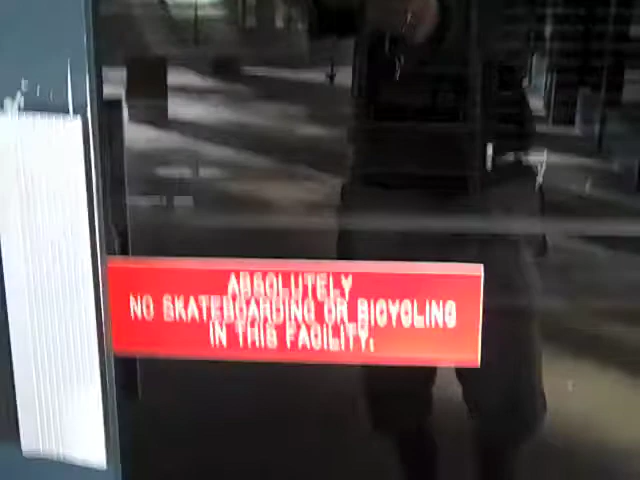 ABSOLUTELY
NO SKATEBOARDING OR BICYCLING
IN THIS FACILITY.